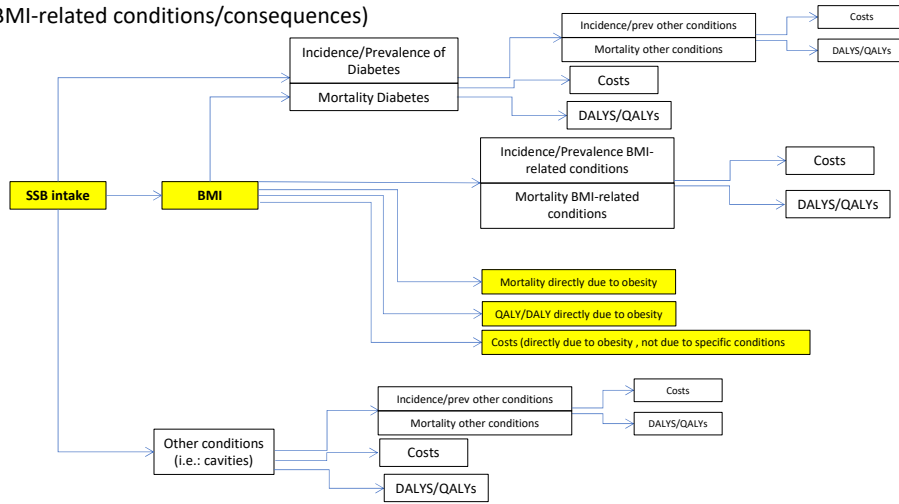 BMI-related conditions/consequences)
Incidence/Prevalence of
Diabetes
Mortality Diabetes
Incidence/prev other conditions
Mortality other conditions
Costs
DALYS/QALYs
Costs
DALYS/QALYs
Incidence/Prevalence BMI-
related conditions
Mortality BMI-related
conditions
Costs
DALYS/QALYs
SSB intake
BMI
Mortality directly due to obesity
QALY/DALY directly due to obesity
Costs (directly due to obesity , not due to specific conditions
Other conditions
(i.e.: cavities)
Incidence/prev other conditions
Mortality other conditions
Costs
DALYS/QALYs
Costs
DALYS/QALYs